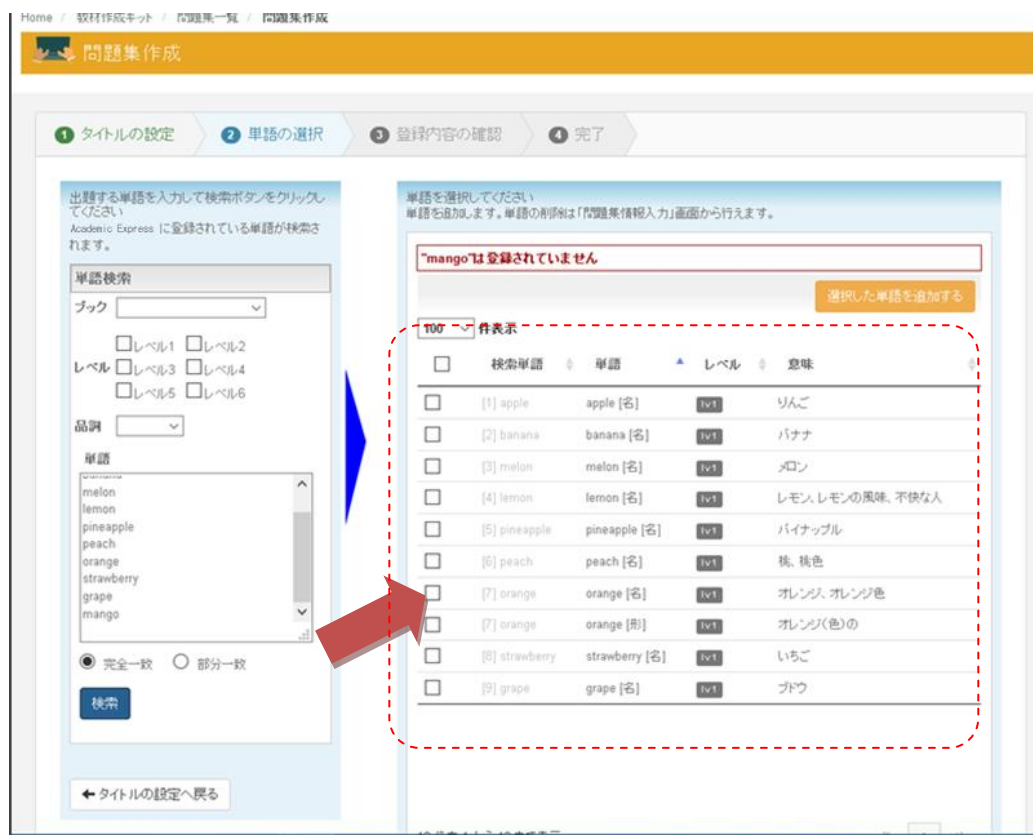 Home / 教材作成キット / 問題集一覧 / 問題集作成
問題集作成
1 タイトルの設定
2 単語の選択
3 登録内容の確認
4 完了
出題する単語を入力して検索ボタンをクリックし
てください
Academic Express に登録されている単語が検索さ
れます。
単語検索
ブック
レベル1 レベル2
レベル レベル3 レベル4
レベル5 レベル6
品詞
単語
banana
melon
lemon
pineapple
peach
orange
strawberry
grape
mango
完全一致 部分一致
検索
タイトルの設定へ戻る
単語を選択してください
単語を追加します。単語の削除は「問題集情報入力」画面から行えます。
"mango"は登録されていません
選択した単語を追加する
100 件表示
検索単語 単語 レベル 意味
[1] apple apple [名] lv1 りんご
[2] banana banana [名] lv1 バナナ
[3] melon melon [名] lv1 メロン
[4] lemon lemon [名] lv1 レモン、レモンの風味、不快な人
[5] pineapple pineapple [名] lv1 パイナップル
[6] peach peach [名] lv1 桃、桃色
[7] orange orange [名] lv1 オレンジ、オレンジ色
[7] orange orange [形] lv1 オレンジ(色)の
[8] strawberry strawberry [名] lv1 いちご
[9] grape grape [名] lv1 ブドウ